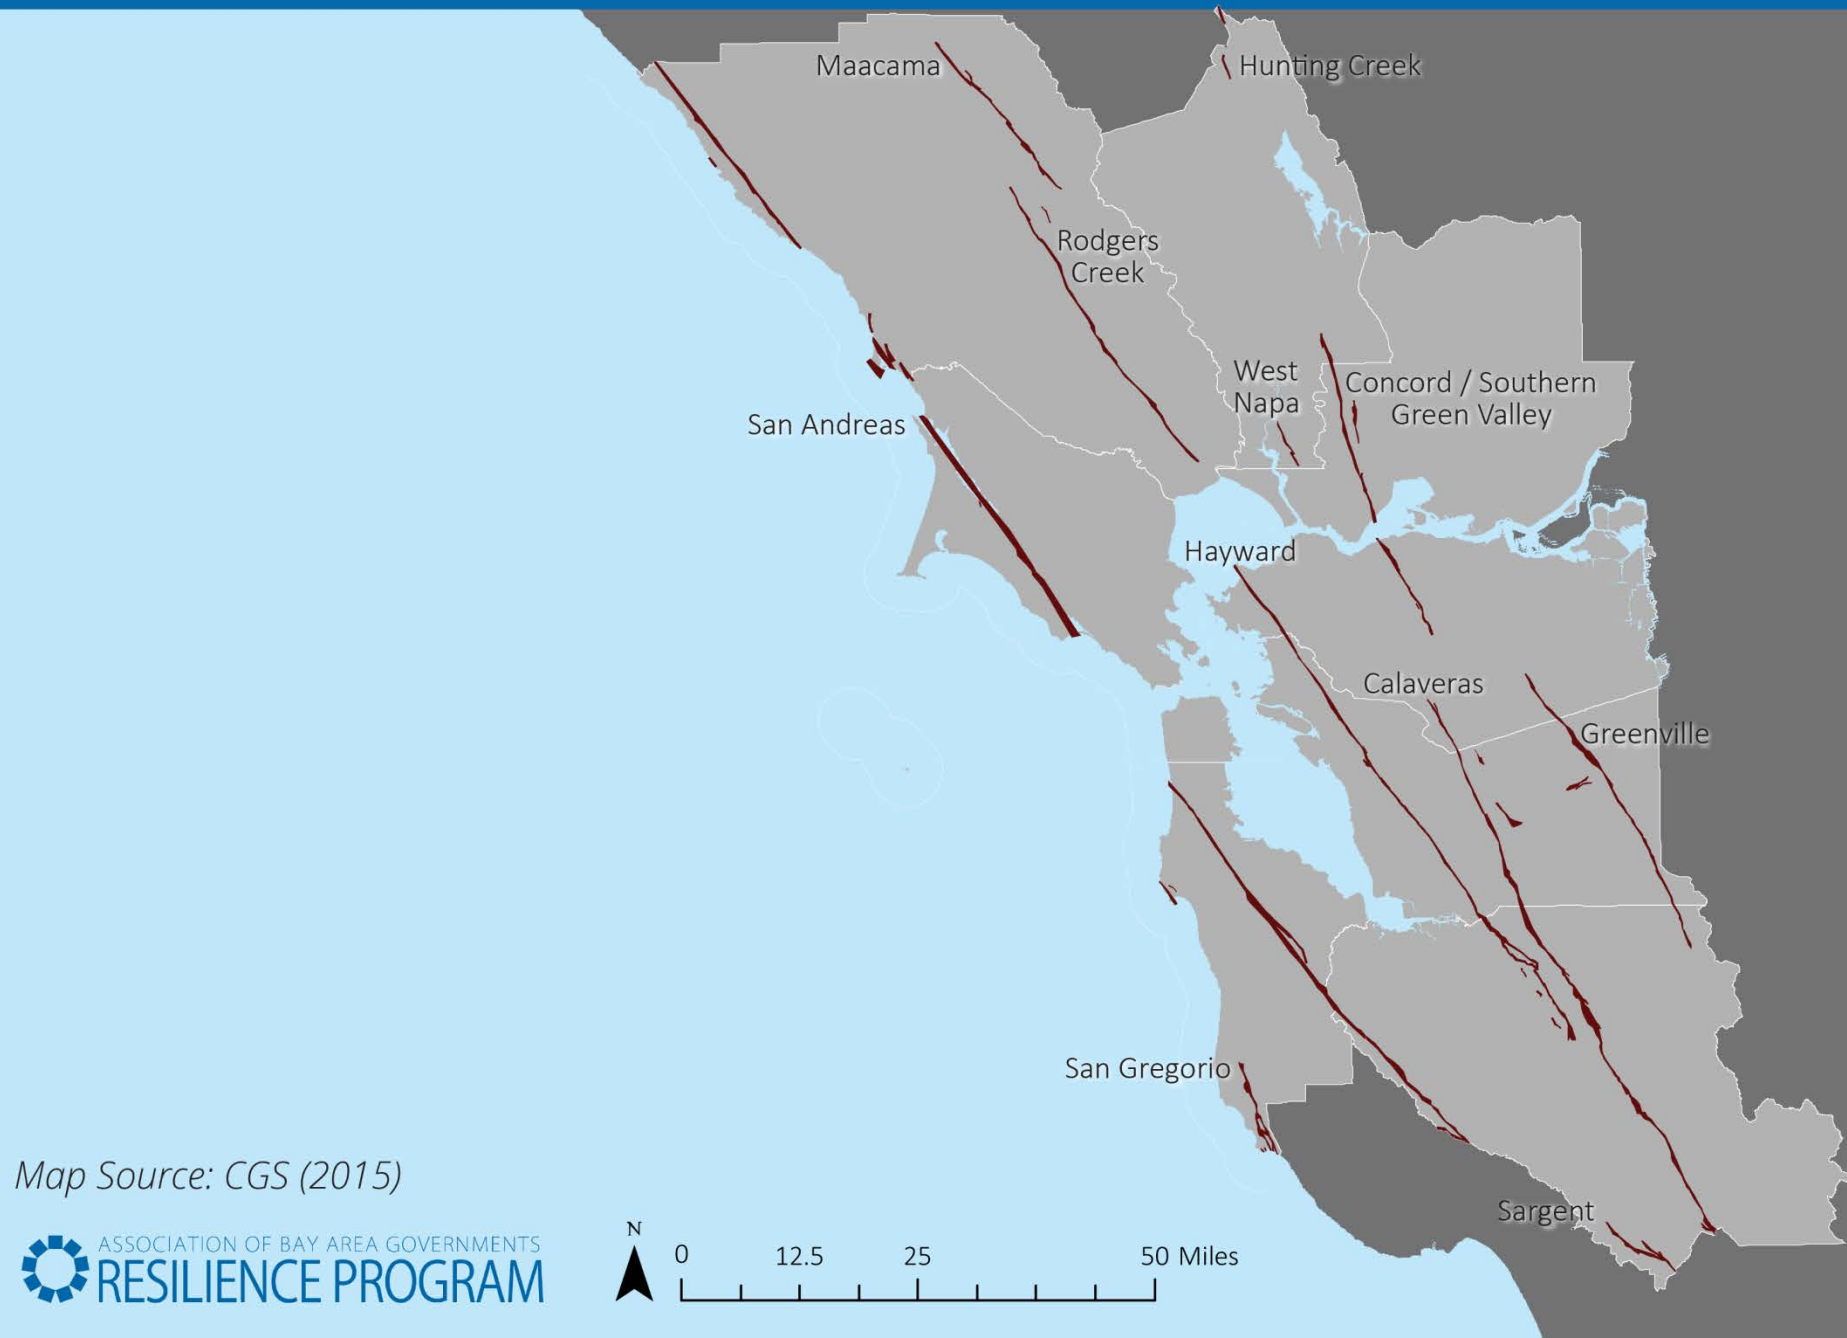 Maacama
Hunting Creek
Rodgers
Creek
West
Napa
Concord / Southern
Green Valley
San Andreas
Hayward
Calaveras
Greenville
San Gregorio
Sargent
Map Source: CGS (2015)
ASSOCIATION OF BAY AREA GOVERNMENTS
RESILIENCE PROGRAM
N
0 12.5 25 50 Miles